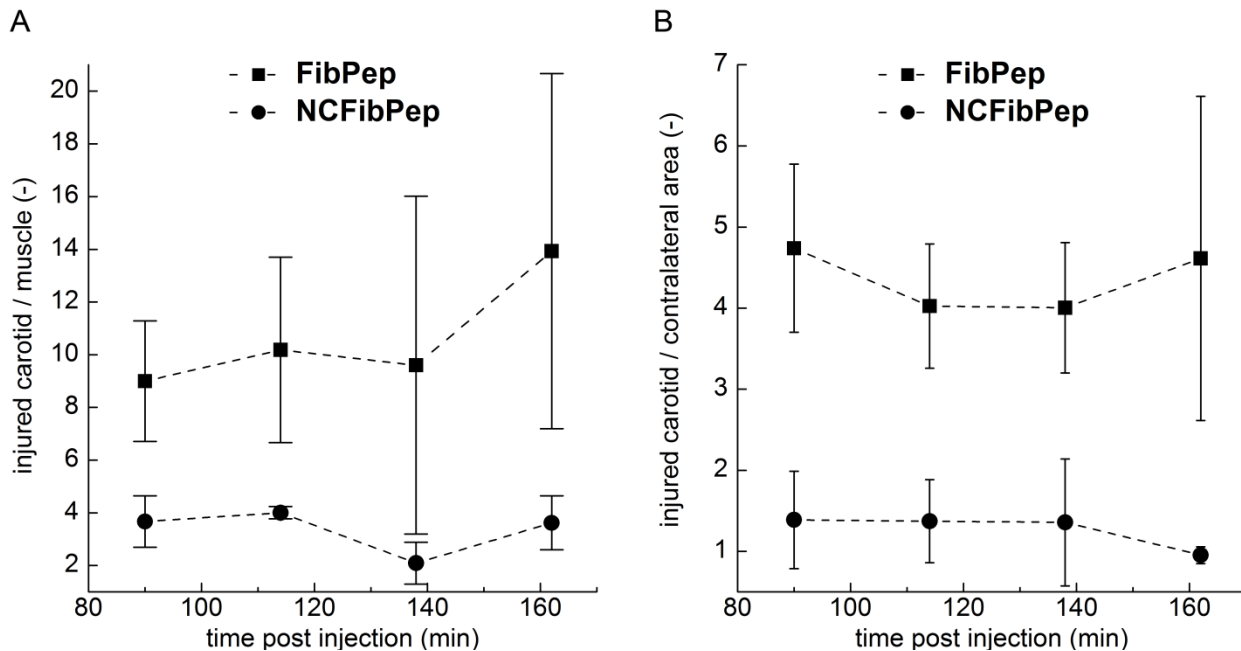 A
FibPep
NCFibPep
20
18
16
14
12
10
8
6
4
2
80
100
120
140
160
injured carotid / muscle (-)
time post injection (min)
B
FibPep
NCFibPep
7
6
5
4
3
2
1
80
100
120
140
160
injured carotid / contralateral area (-)
time post injection (min)